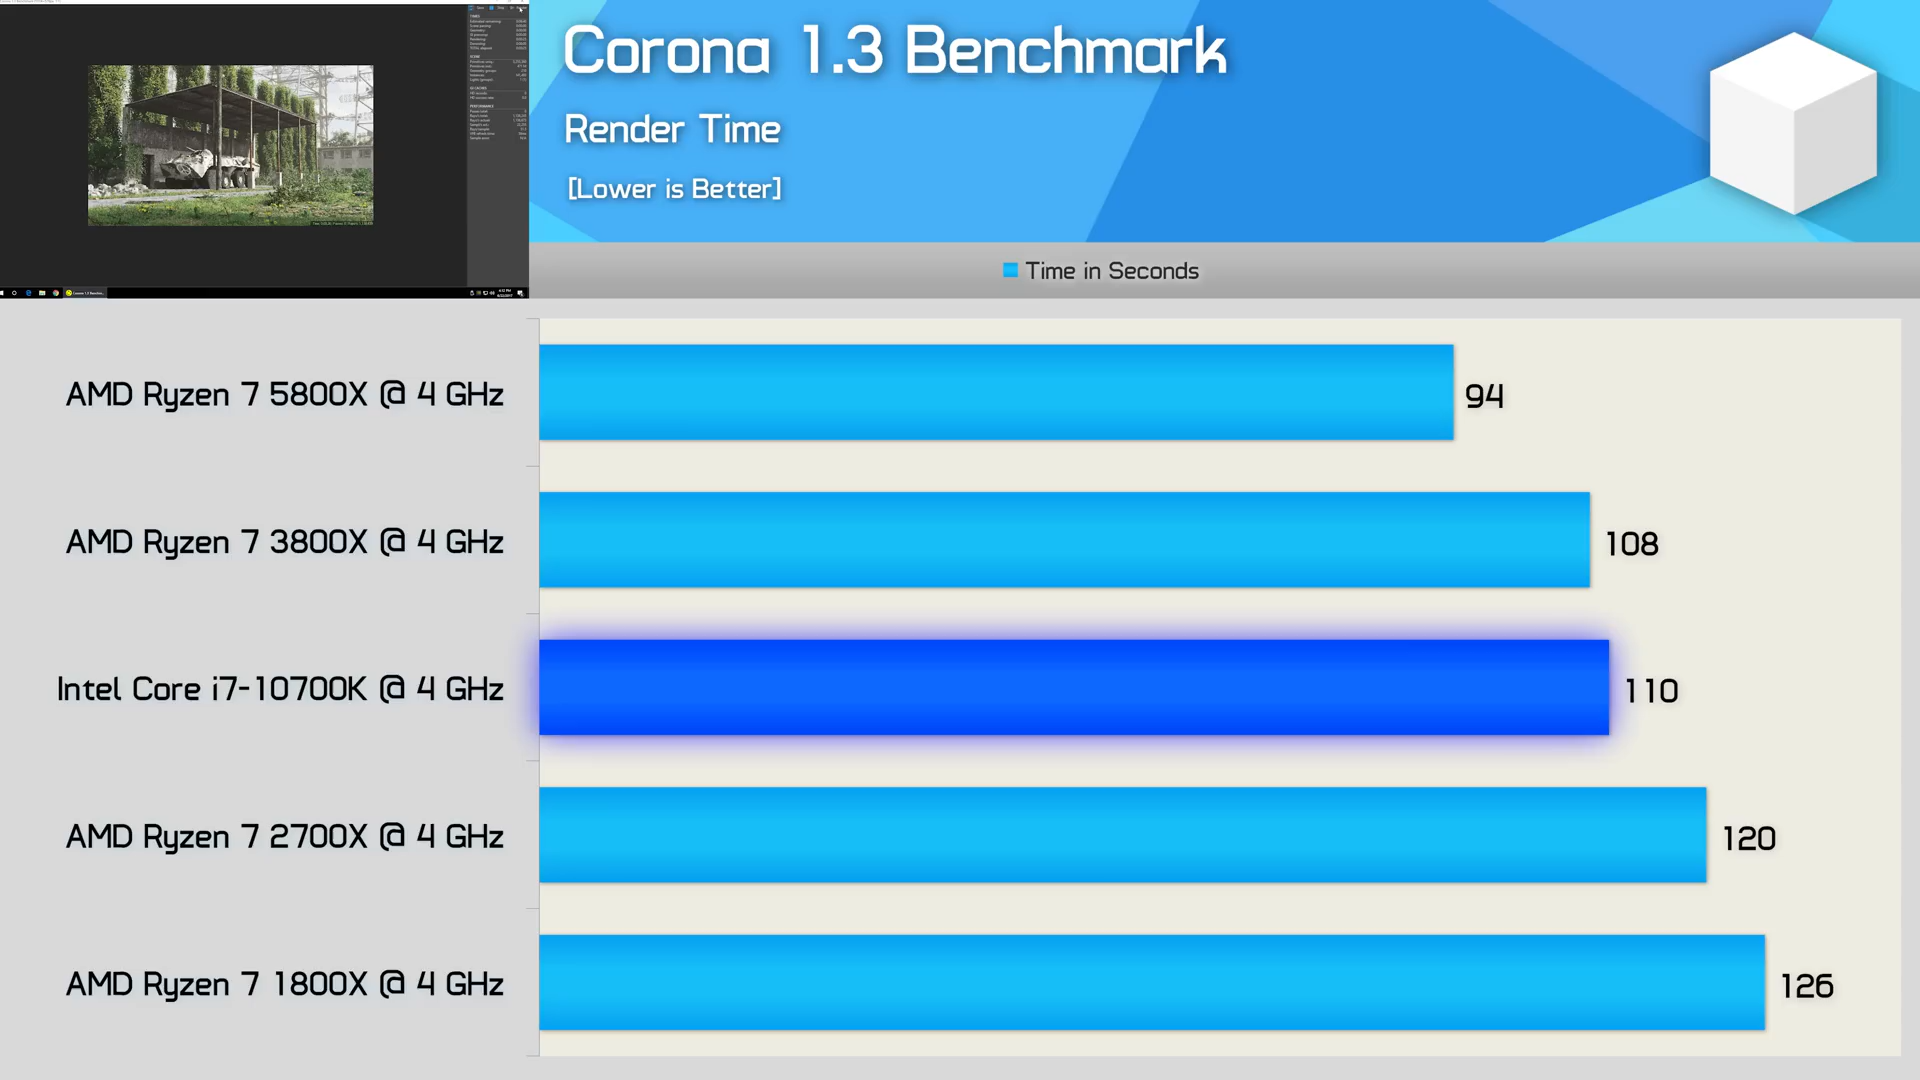 Corona 1.3 Benchmark
Render Time
[Lower is Better]
Time in Seconds
AMD Ryzen 7 5800X @ 4 GHz 94
AMD Ryzen 7 3800X @ 4 GHz 108
Intel Core i7-10700K @ 4 GHz 110
AMD Ryzen 7 2700X @ 4 GHz 120
AMD Ryzen 7 1800X @ 4 GHz 126